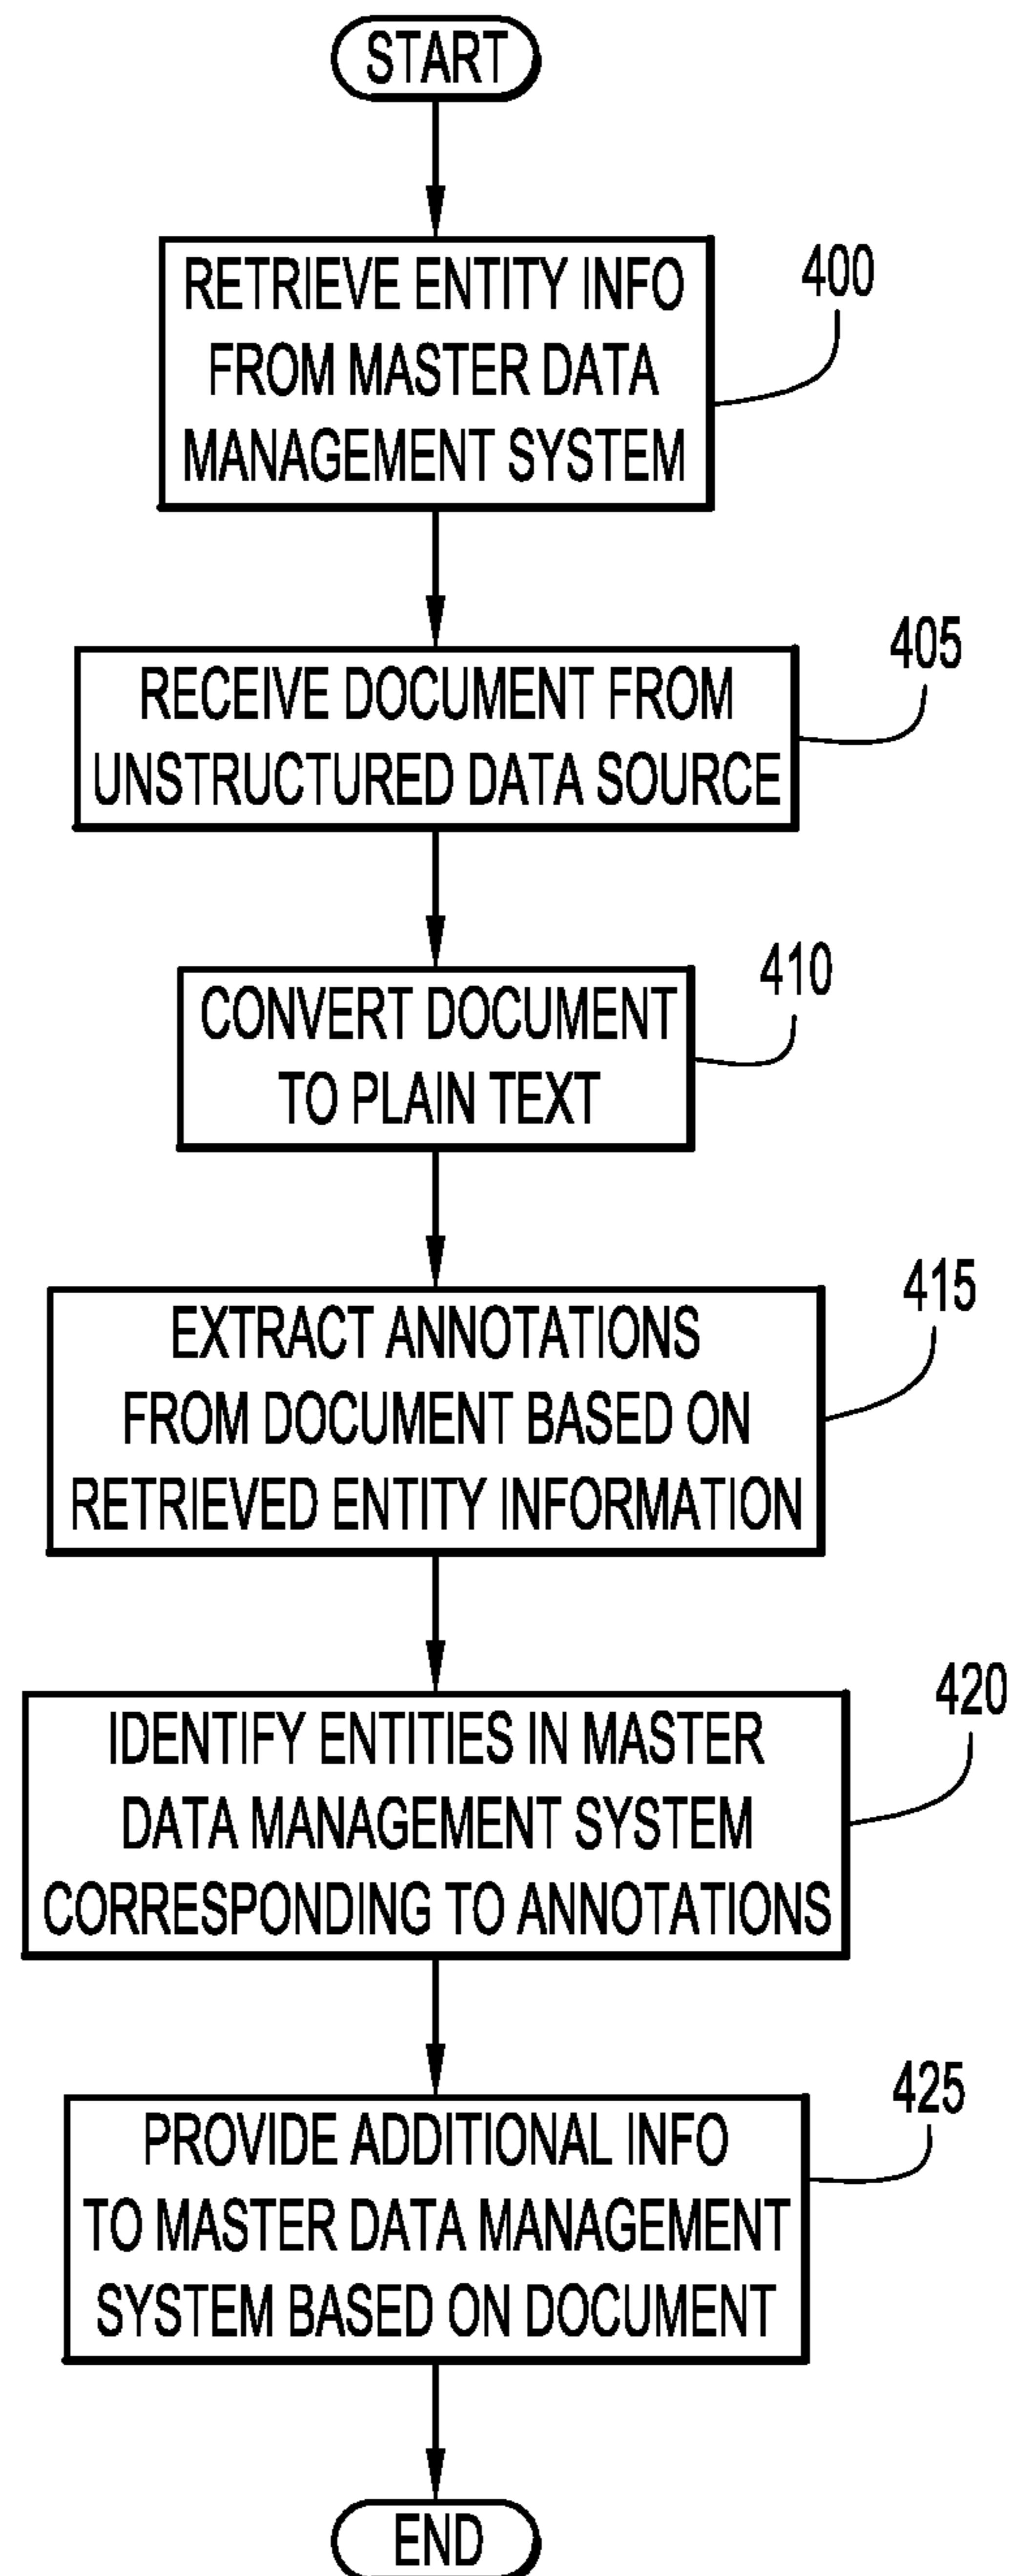 START
RETRIEVE ENTITY INFO
FROM MASTER DATA
MANAGEMENT SYSTEM
400
RECEIVE DOCUMENT FROM
UNSTRUCTURED DATA SOURCE
405
CONVERT DOCUMENT
TO PLAIN TEXT
410
EXTRACT ANNOTATIONS
FROM DOCUMENT BASED ON
RETRIEVED ENTITY INFORMATION
415
IDENTIFY ENTITIES IN MASTER
DATA MANAGEMENT SYSTEM
CORRESPONDING TO ANNOTATIONS
420
PROVIDE ADDITIONAL INFO
TO MASTER DATA MANAGEMENT
SYSTEM BASED ON DOCUMENT
425
END